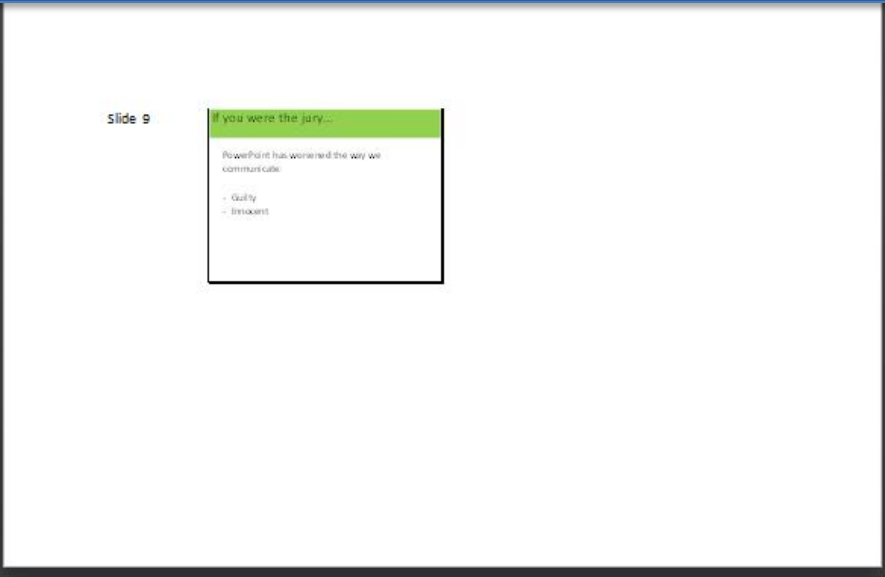 Slide 9
If you were the jury...
PowerPoint has worsened the way we
communicate:
- Guilty
- Innocent